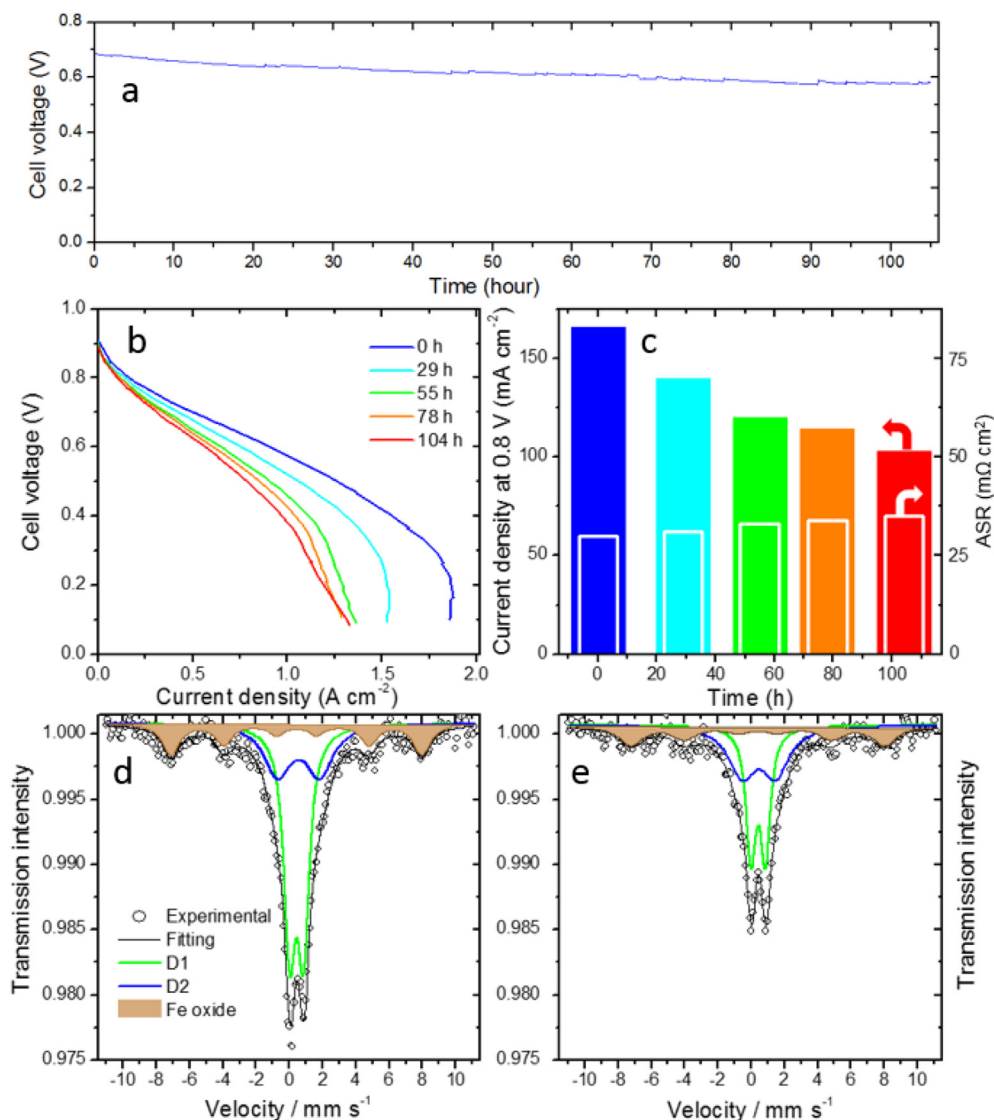 0.8
0.6
0.4
0.2
0.0
Cell voltage (V)
a
0 10 20 30 40 50 60 70 80 90 100
Time (hour)
1.0
0.8
0.6
0.4
0.2
0.0
Cell voltage (V)
b
0 h
29 h
55 h
78 h
104 h
0.0 0.5 1.0 1.5 2.0
Current density (A cm⁻²)
150
100
50
0
Current density at 0.8 V (mA cm⁻²)
c
75
50
25
0
ASR (mΩ cm²)
0 20 40 60 80 100
Time (h)
1.000
0.995
0.990
0.985
0.980
0.975
Transmission intensity
d
Experimental
Fitting
D1
D2
Fe oxide
-10 -8 -6 -4 -2 0 2 4 6 8 10
Velocity / mm s⁻¹
1.000
0.995
0.990
0.985
0.980
0.975
e
Transmission intensity
-10 -8 -6 -4 -2 0 2 4 6 8 10
Velocity / mm s⁻¹